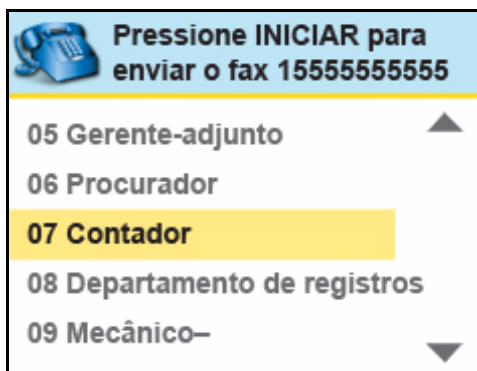 Pressione INICIAR para
enviar o fax 15555555555
05 Gerente-adjunto
06 Procurador
07 Contador
08 Departamento de registros
09 Mecânico–